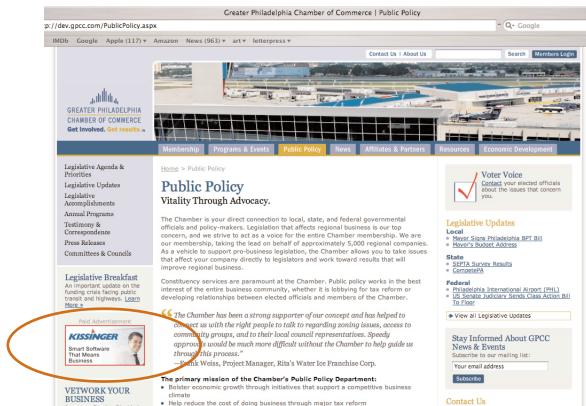 Greater Philadelphia Chamber of Commerce | Public Policy
p://dev.gpcc.com/PublicPolicy.aspx
Google
IMDb Google Apple (117) Amazon News (963) art letterpress
Contact Us | About Us
Search
Members Login
GREATER PHILADELPHIA
CHAMBER OF COMMERCE
Get Involved. Get results.
Membership
Programs & Events
Public Policy
News
Affiliates & Partners
Resources
Economic Development
Legislative Agenda &
Priorities
Legislative Updates
Legislative
Accomplishments
Annual Programs
Testimony &
Correspondence
Press Releases
Committees & Councils
Legislative Breakfast
An important update on the
funding crisis facing public
transit and highways. Learn
More »
Paid Advertisement
KISSINGER
Smart Software
That Means
Business
NETWORK YOUR
BUSINESS
Home > Public Policy
Public Policy
Vitality Through Advocacy.
The Chamber is your direct connection to local, state, and federal governmental
officials and policy-makers. Legislation that affects regional business is our top
concern, and we strive to act as a voice for the entire Chamber membership. We are
our membership, taking the lead on behalf of approximately 5,000 regional companies.
As a vehicle to support pro-business legislation, the Chamber allows you to take issues
that affect your company directly to legislators and work toward results that will
improve regional business.
Constituency services are paramount at the Chamber. Public policy works in the best
interest of the entire business community, whether it is lobbying for tax reform or
developing relationships between elected officials and members of the Chamber.
“The Chamber has been a strong supporter of our concept and has helped to
connect us with the right people to talk to regarding zoning issues, access to
community groups, and to their local council representatives. Speedy
approvals would be much more difficult without the Chamber to help guide us
through this process.”
—Frank Weiss, Project Manager, Rita's Water Ice Franchise Corp.
The primary mission of the Chamber's Public Policy Department:
• Bolster economic growth through initiatives that support a competitive business
climate
• Help reduce the cost of doing business through major tax reform
Voter Voice
Contact your elected officials
about the issues that concern
you.
Legislative Updates
Local
• Mayor Signs Philadelphia BPT Bill
• Mayor's Budget Address
State
• SEPTA Survey Results
• CompetePA
Federal
• Philadelphia International Airport (PHL)
• US Senate Judiciary Sends Class Action Bill
To Floor
View all Legislative Updates
Stay Informed About GPCC
News & Events
Subscribe to our mailing list:
Your email address
Subscribe
Contact Us